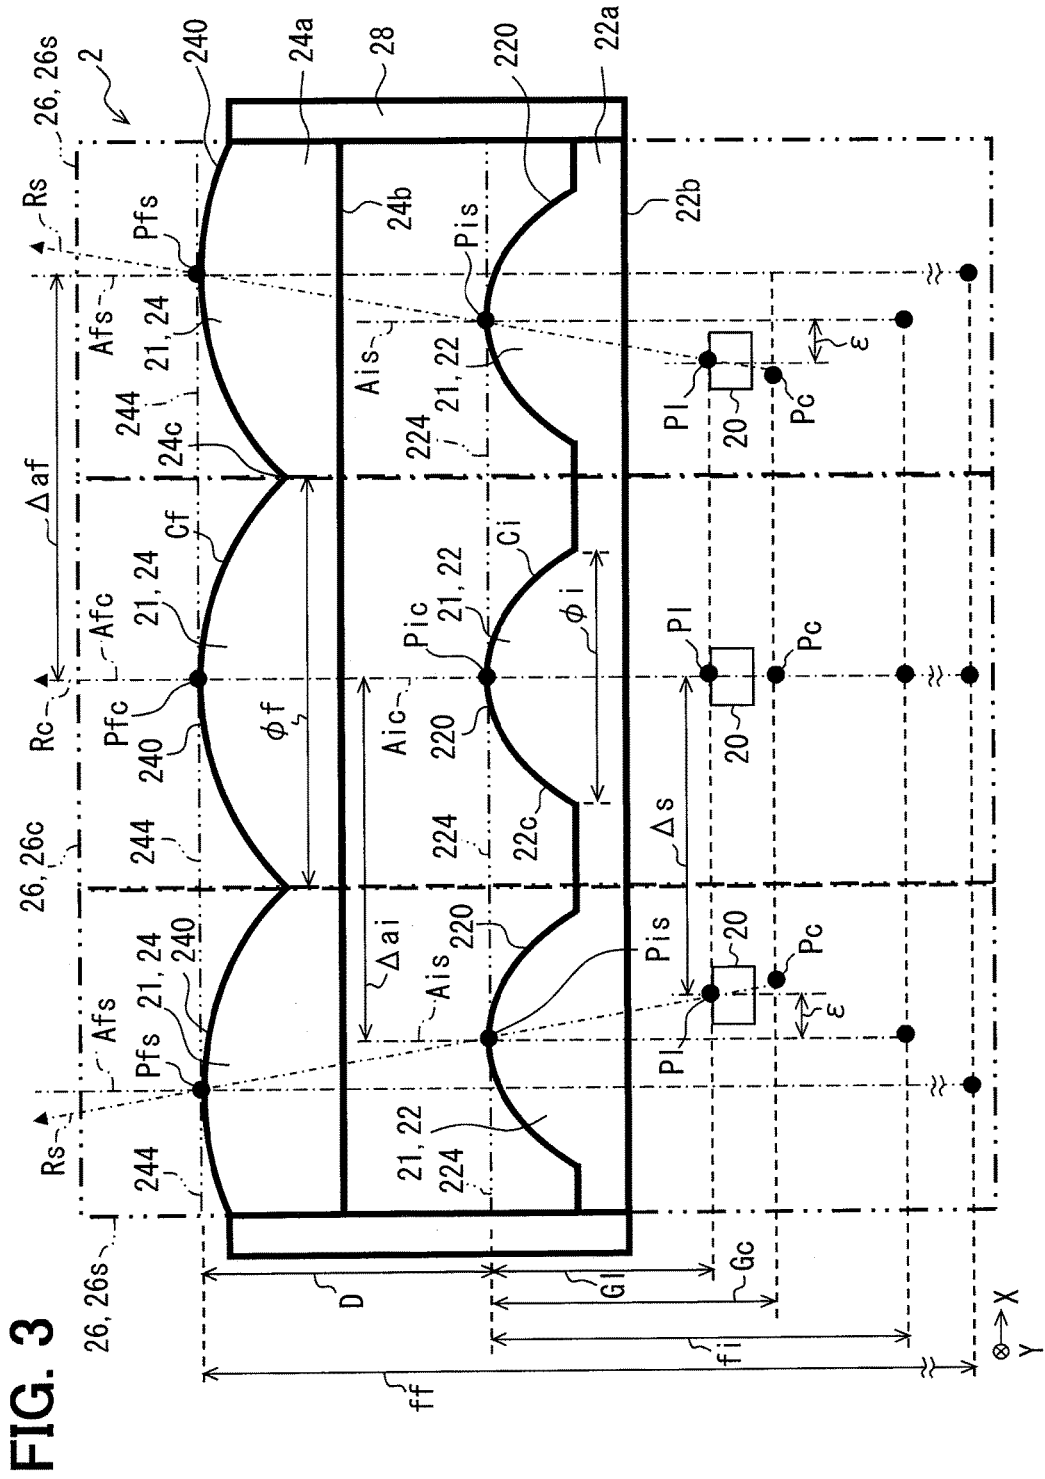 FIG. 3
26, 26s
26, 26c
26, 26s
2
Rs
Rc
Rs
Δaf
240
24a
28
220
22a
Afs
Pfs
244
21, 24
240
Afc
Pfc
240
244
21, 24
Cf
24c
244
Afs
21, 24
Pfs
φf
24b
22b
Δai
Ais
220
Pis
21, 22
224
Aic
Pic
220
224
22c
21, 22
Ci
φi
Ais
Pis
21, 22
224
Δs
Pl
20
Pc
ε
Pl
20
Pc
Pl
20
Pc
ε
D
Gl
Gc
fi
ff
X
Y